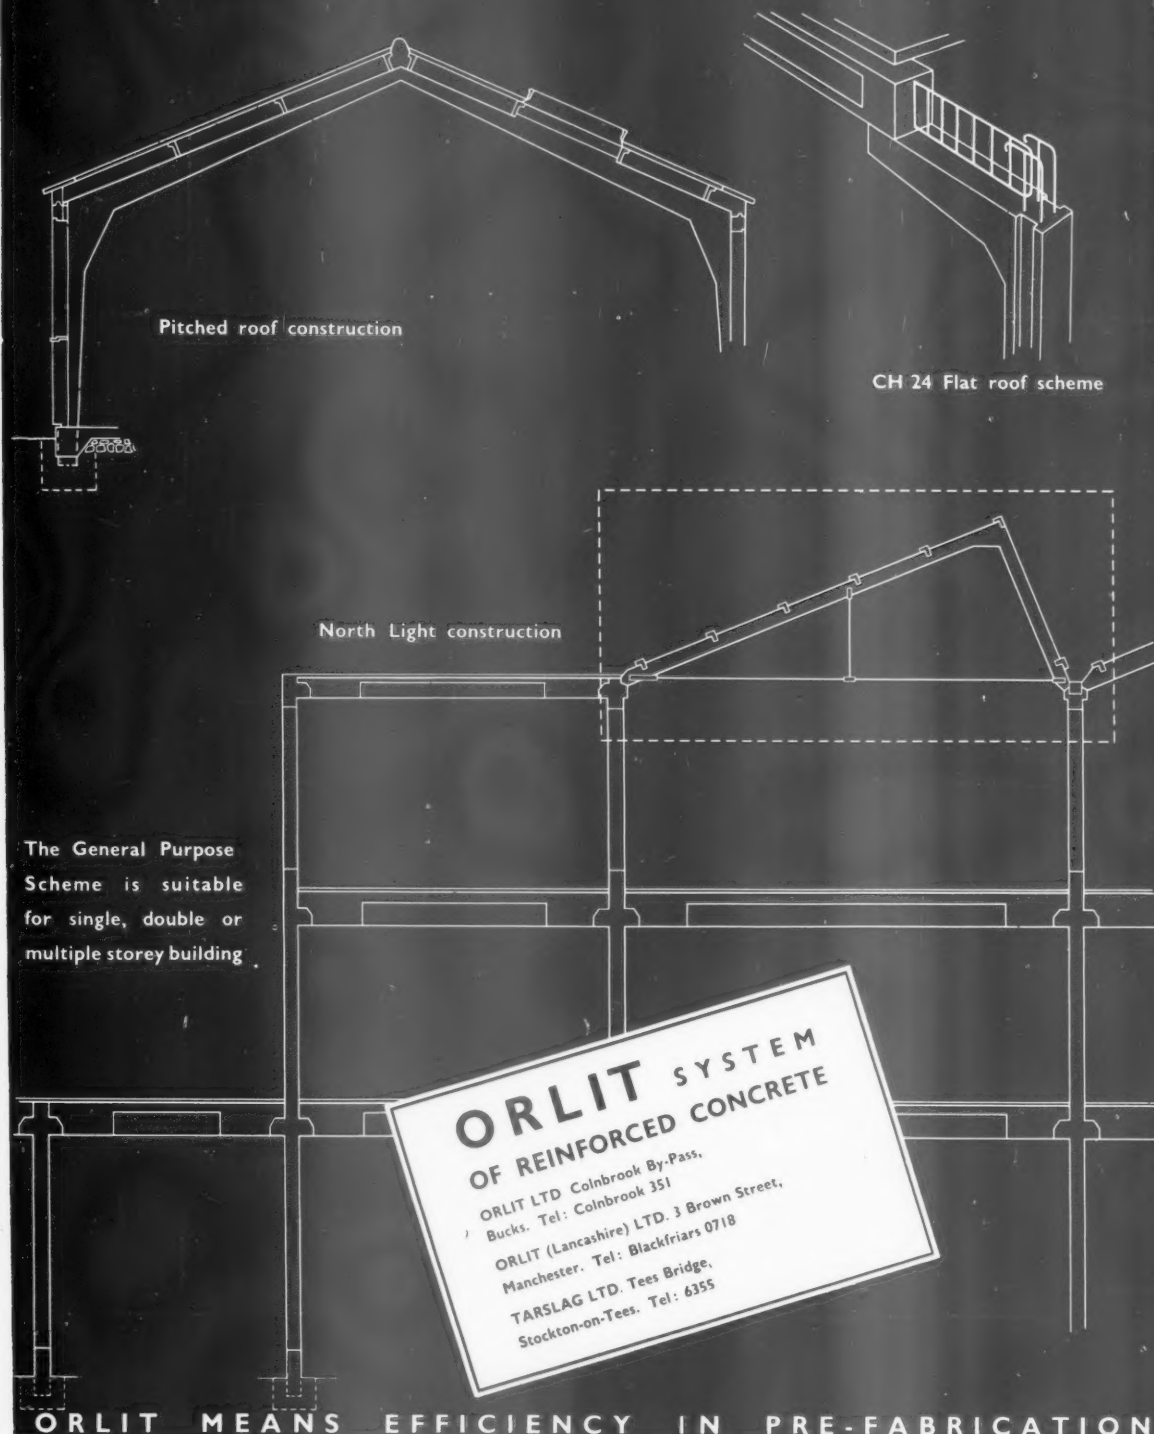 Pitched roof construction
CH 24 Flat roof scheme
North Light construction
The General Purpose
Scheme is suitable
for single, double or
multiple storey building
ORLIT SYSTEM
OF REINFORCED CONCRETE
ORLIT LTD Colnbrook By-Pass,
Bucks. Tel: Colnbrook 351
ORLIT (Lancashire) LTD. 3 Brown Street,
Manchester. Tel: Blackfriars 0718
TARSLAG LTD. Tees Bridge,
Stockton-on-Tees. Tel: 6355
ORLIT MEANS EFFICIENCY IN PRE-FABRICATION